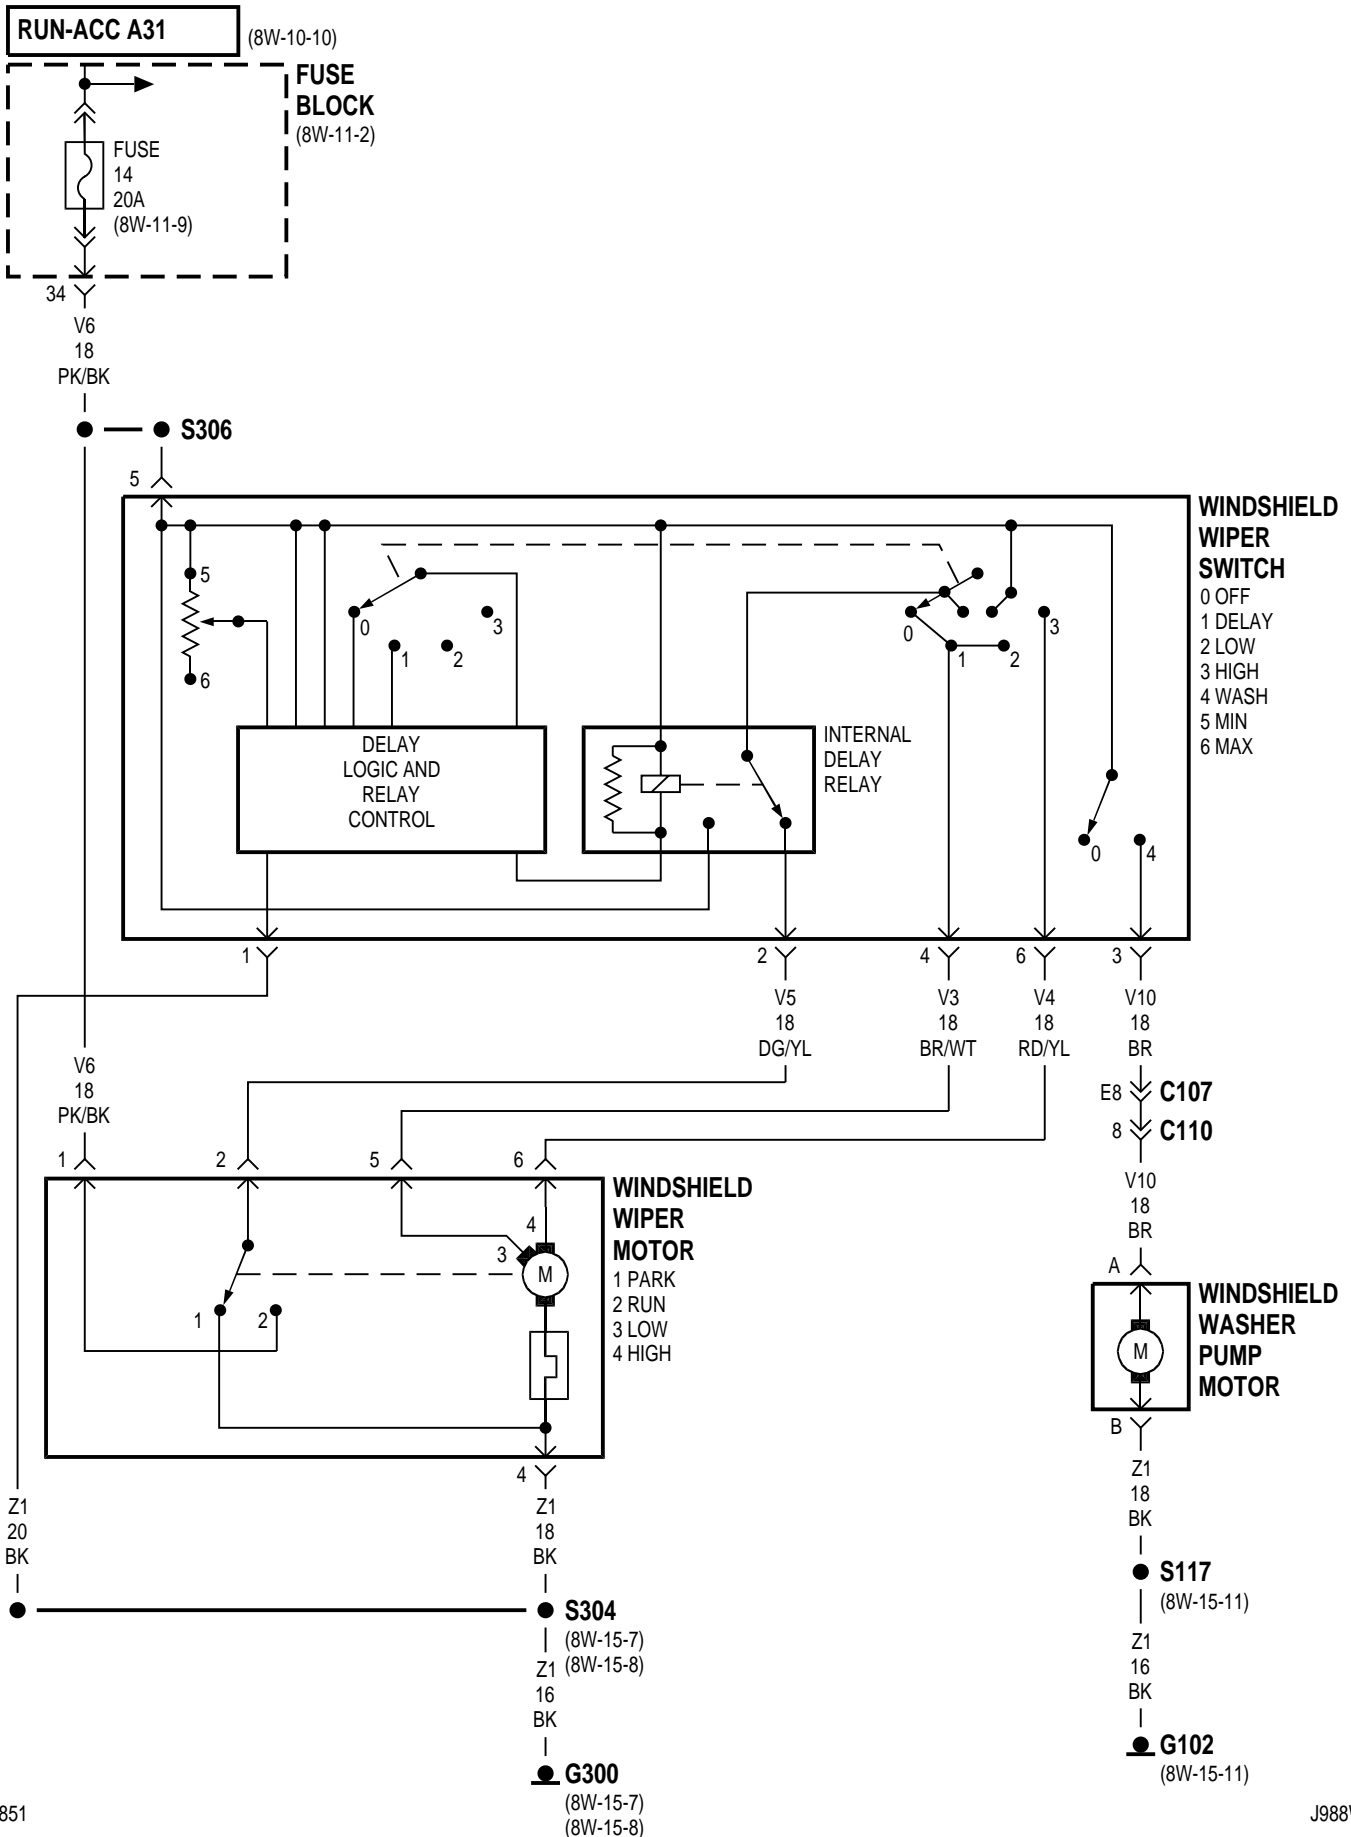 RUN-ACC A31
(8W-10-10)
FUSE
BLOCK
(8W-11-2)
FUSE
14
20A
(8W-11-9)
34
V6
18
PK/BK
S306
5
WINDSHIELD
WIPER
SWITCH
0 OFF
1 DELAY
2 LOW
3 HIGH
4 WASH
5 MIN
6 MAX
5
6
0
1
2
3
0
1
2
3
DELAY
LOGIC AND
RELAY
CONTROL
INTERNAL
DELAY
RELAY
0
4
1
2
4
6
3
V5
18
DG/YL
V3
18
BR/WT
V4
18
RD/YL
V10
18
BR
E8
C107
8
C110
V10
18
BR
V6
18
PK/BK
1
2
5
6
WINDSHIELD
WIPER
MOTOR
1 PARK
2 RUN
3 LOW
4 HIGH
4
3
M
1
2
4
A
WINDSHIELD
WASHER
PUMP
MOTOR
M
B
Z1
18
BK
S117
(8W-15-11)
Z1
16
BK
G102
(8W-15-11)
Z1
20
BK
Z1
18
BK
S304
(8W-15-7)
(8W-15-8)
Z1
16
BK
G300
(8W-15-7)
(8W-15-8)
851
J988